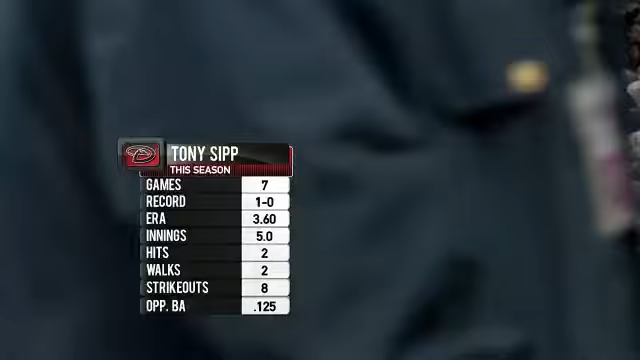 TONY SIPP
THIS SEASON
GAMES 7
RECORD 1-0
ERA 3.60
INNINGS 5.0
HITS 2
WALKS 2
STRIKEOUTS 8
OPP. BA .125